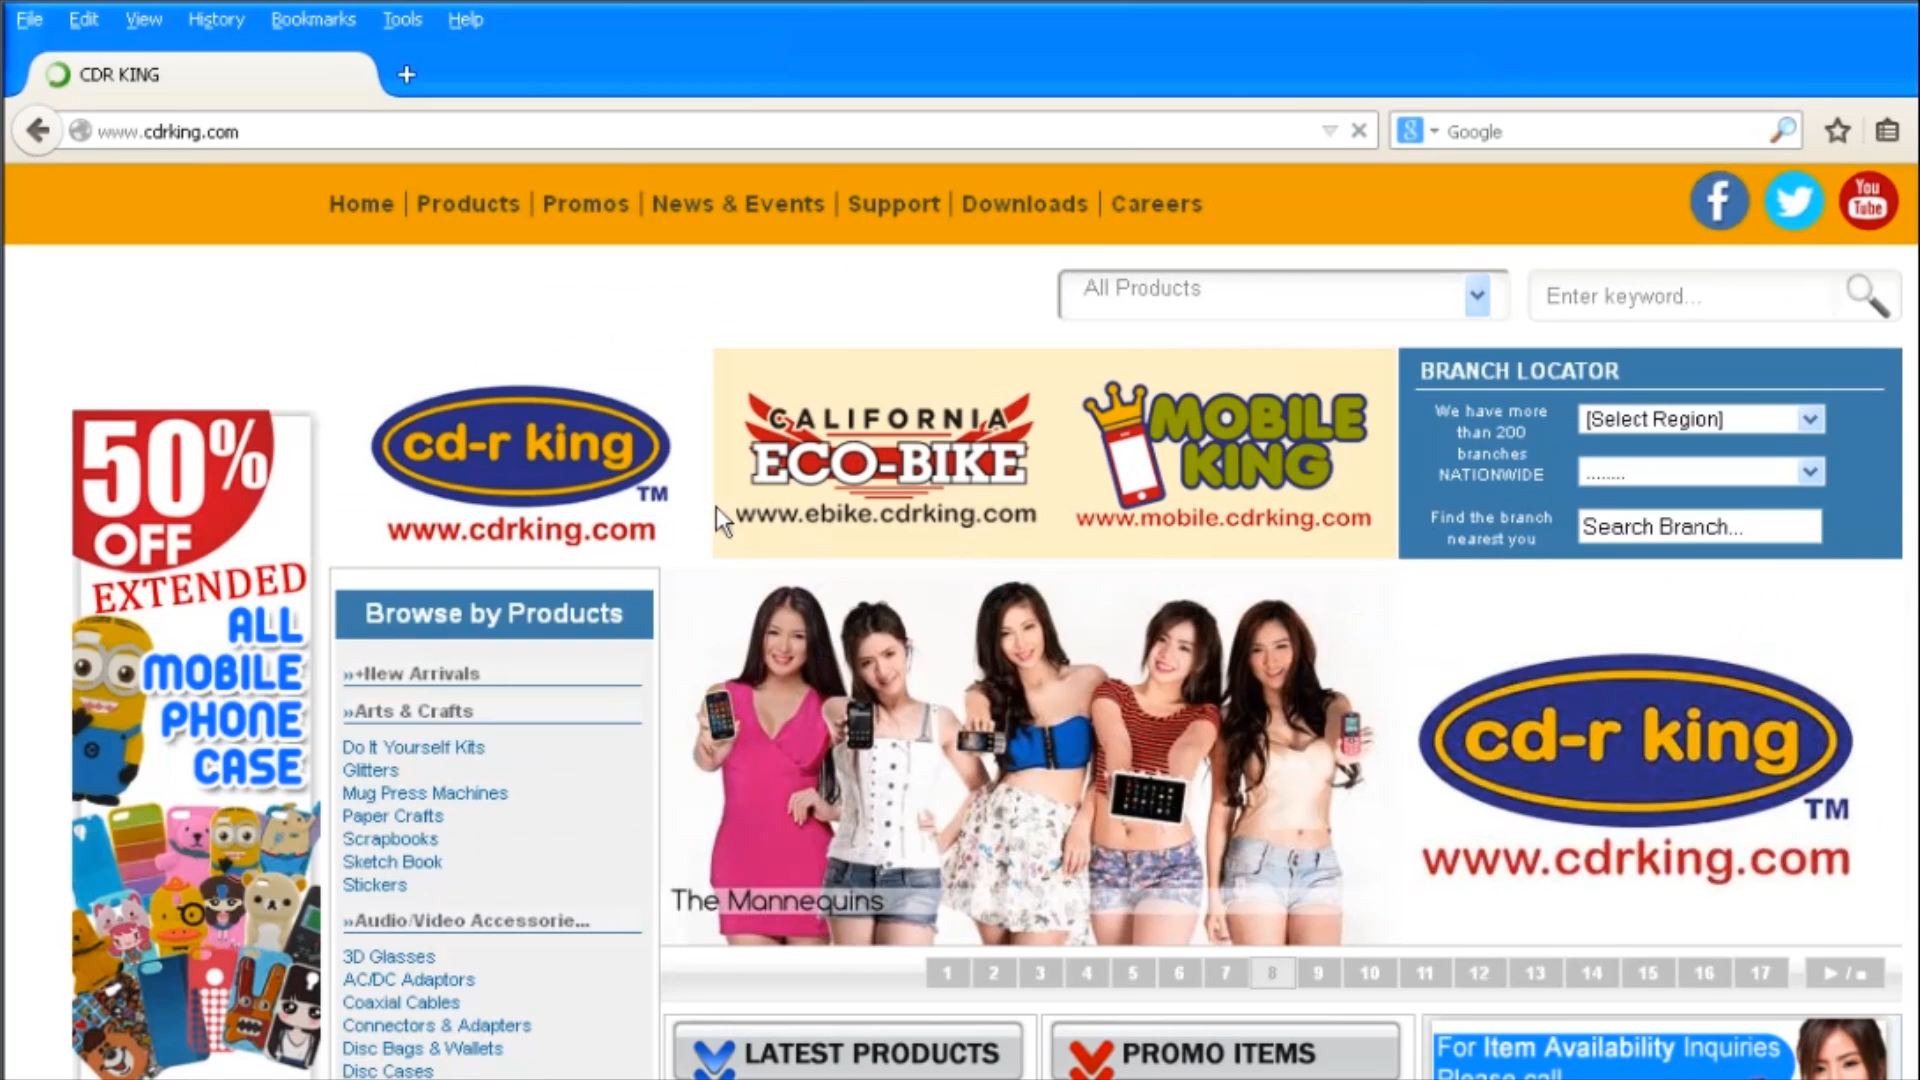 File Edit View History Bookmarks Tools Help
CDR KING +
www.cdrking.com
8 Google
Home | Products | Promos | News & Events | Support | Downloads | Careers
f
You Tube
All Products
Enter keyword...
50% OFF
EXTENDED
ALL
MOBILE
PHONE
CASE
cd-r king
TM
www.cdrking.com
CALIFORNIA
ECO-BIKE
www.ebike.cdrking.com
MOBILE
KING
www.mobile.cdrking.com
BRANCH LOCATOR
We have more
than 200
branches
NATIONWIDE
[Select Region]
........
Find the branch
nearest you
Search Branch...
Browse by Products
»+New Arrivals
»Arts & Crafts
Do It Yourself Kits
Glitters
Mug Press Machines
Paper Crafts
Scrapbooks
Sketch Book
Stickers
»Audio/Video Accessorie...
3D Glasses
AC/DC Adaptors
Coaxial Cables
Connectors & Adapters
Disc Bags & Wallets
Disc Cases
The Mannequins
cd-r king
TM
www.cdrking.com
1 2 3 4 5 6 7 8 9 10 11 12 13 14 15 16 17
LATEST PRODUCTS
PROMO ITEMS
For Item Availability Inquiries
Please call